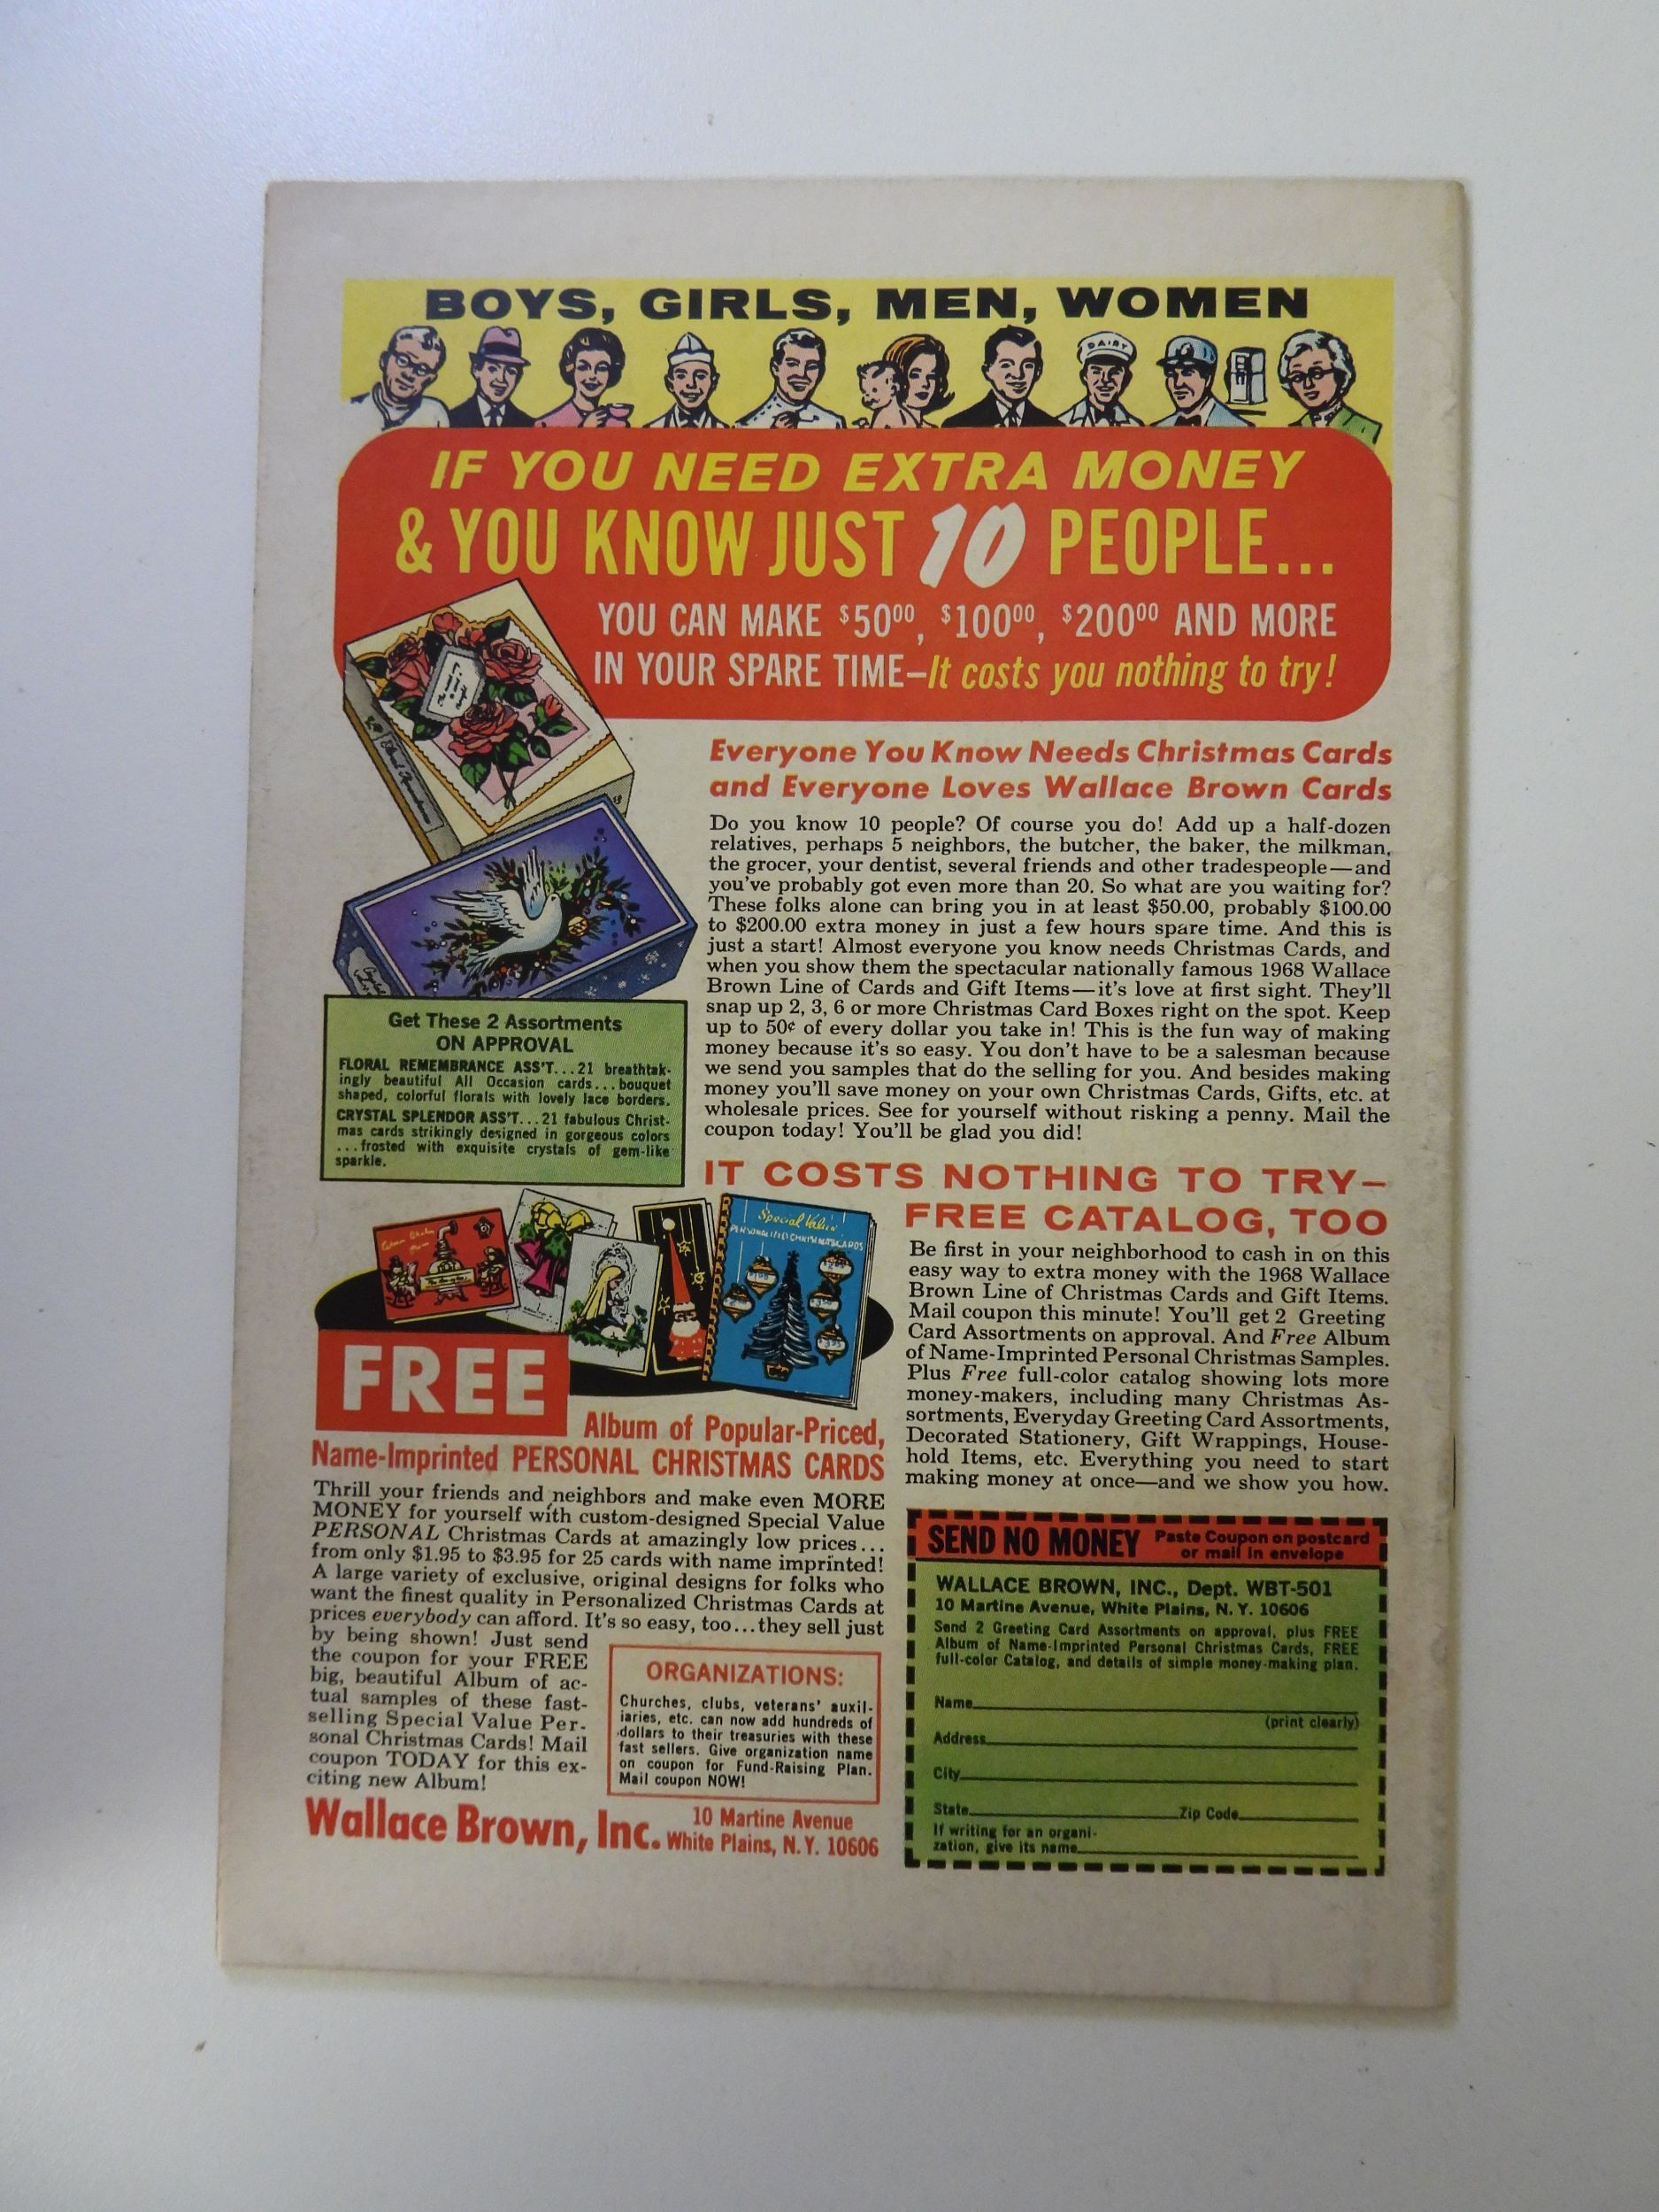 BOYS, GIRLS, MEN, WOMEN
DAIRY
IF YOU NEED EXTRA MONEY
& YOU KNOW JUST 10 PEOPLE...
YOU CAN MAKE $50.00, $100.00, $200.00 AND MORE
IN YOUR SPARE TIME—It costs you nothing to try!
Everyone You Know Needs Christmas Cards
and Everyone Loves Wallace Brown Cards
Do you know 10 people? Of course you do! Add up a half-dozen
relatives, perhaps 5 neighbors, the butcher, the baker, the milkman,
the grocer, your dentist, several friends and other tradespeople—and
you've probably got even more than 20. So what are you waiting for?
These folks alone can bring you in at least $50.00, probably $100.00
to $200.00 extra money in just a few hours spare time. And this is
just a start! Almost everyone you know needs Christmas Cards, and
when you show them the spectacular nationally famous 1968 Wallace
Brown Line of Cards and Gift Items—it's love at first sight. They'll
snap up 2, 3, 6 or more Christmas Card Boxes right on the spot. Keep
up to 50¢ of every dollar you take in! This is the fun way of making
money because it's so easy. You don't have to be a salesman because
we send you samples that do the selling for you. And besides making
money you'll save money on your own Christmas Cards, Gifts, etc. at
wholesale prices. See for yourself without risking a penny. Mail the
coupon today! You'll be glad you did!
Get These 2 Assortments
ON APPROVAL
FLORAL REMEMBRANCE ASS'T...21 breathtak-
ingly beautiful All Occasion cards...bouquet
shaped, colorful florals with lovely lace borders.
CRYSTAL SPLENDOR ASS'T...21 fabulous Christ-
mas cards strikingly designed in gorgeous colors
...frosted with exquisite crystals of gem-like
sparkle.
IT COSTS NOTHING TO TRY—
FREE CATALOG, TOO
Be first in your neighborhood to cash in on this
easy way to extra money with the 1968 Wallace
Brown Line of Christmas Cards and Gift Items.
Mail coupon this minute! You'll get 2 Greeting
Card Assortments on approval. And Free Album
of Name-Imprinted Personal Christmas Samples.
Plus Free full-color catalog showing lots more
money-makers, including many Christmas As-
sortments, Everyday Greeting Card Assortments,
Decorated Stationery, Gift Wrappings, House-
hold Items, etc. Everything you need to start
making money at once—and we show you how.
Special Value
PERSONALIZED CHRISTMAS CARDS
FREE
Album of Popular-Priced,
Name-Imprinted PERSONAL CHRISTMAS CARDS
Thrill your friends and neighbors and make even MORE
MONEY for yourself with custom-designed Special Value
PERSONAL Christmas Cards at amazingly low prices...
from only $1.95 to $3.95 for 25 cards with name imprinted!
A large variety of exclusive, original designs for folks who
want the finest quality in Personalized Christmas Cards at
prices everybody can afford. It's so easy, too...they sell just
by being shown! Just send
the coupon for your FREE
big, beautiful Album of ac-
tual samples of these fast-
selling Special Value Per-
sonal Christmas Cards! Mail
coupon TODAY for this ex-
citing new Album!
ORGANIZATIONS:
Churches, clubs, veterans' auxil-
iaries, etc. can now add hundreds of
dollars to their treasuries with these
fast sellers. Give organization name
on coupon for Fund-Raising Plan.
Mail coupon NOW!
Wallace Brown, Inc. 10 Martine Avenue
White Plains, N.Y. 10606
SEND NO MONEY Paste Coupon on postcard
or mail in envelope
WALLACE BROWN, INC., Dept. WBT-501
10 Martine Avenue, White Plains, N.Y. 10606
Send 2 Greeting Card Assortments on approval, plus FREE
Album of Name-Imprinted Personal Christmas Cards, FREE
full-color Catalog, and details of simple money-making plan.
Name
(print clearly)
Address
City
State Zip Code
If writing for an organi-
zation, give its name